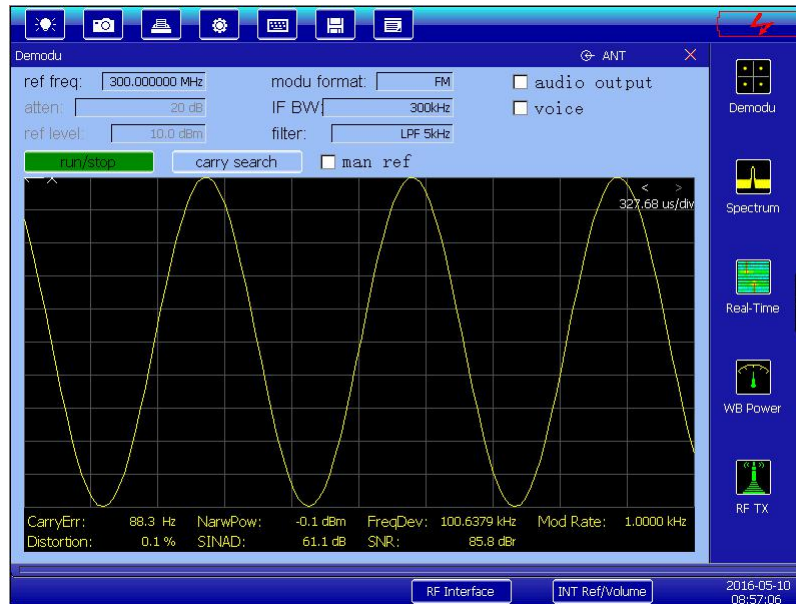 Demodu
ANT
ref freq: 300.000000 MHz
modu format: FM
audio output
atten: 20 dB
IF BW: 300kHz
voice
ref level: 10.0 dBm
filter: LPF 5kHz
run/stop
carry search
man ref
< >
327.68 us/div
CarryErr: 88.3 Hz NarwPow: -0.1 dBm FreqDev: 100.6379 kHz Mod Rate: 1.0000 kHz
Distortion: 0.1 % SINAD: 61.1 dB SNR: 85.8 dBr
Demodu
Spectrum
Real-Time
WB Power
RF TX
RF Interface
INT Ref/Volume
2016-05-10
08:57:06